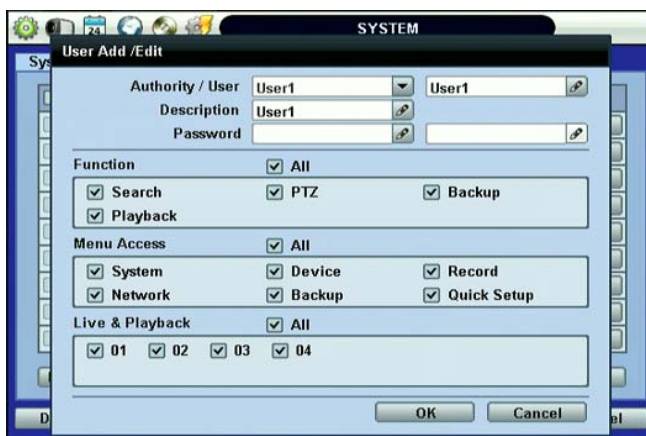 24 SYSTEM
User Add /Edit
Authority / User User1 User1
Description User1
Password
Function All
Search PTZ Backup
Playback
Menu Access All
System Device Record
Network Backup Quick Setup
Live & Playback All
01 02 03 04
OK Cancel